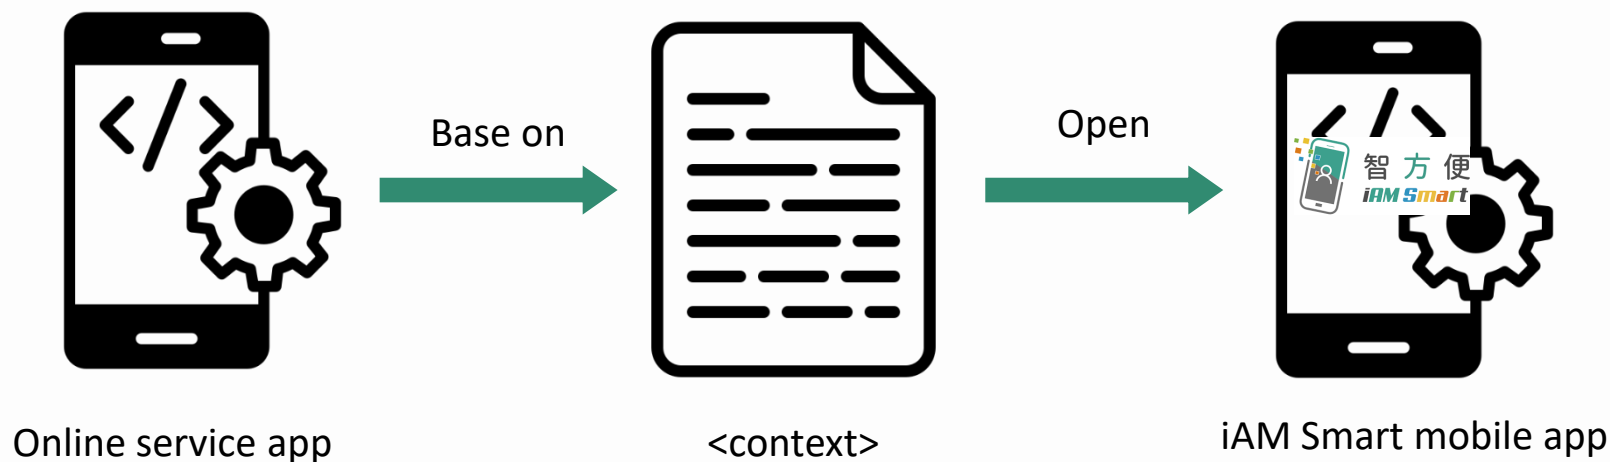 Base on
Open
智方便
iAM Smart
Online service app
<context>
iAM Smart mobile app